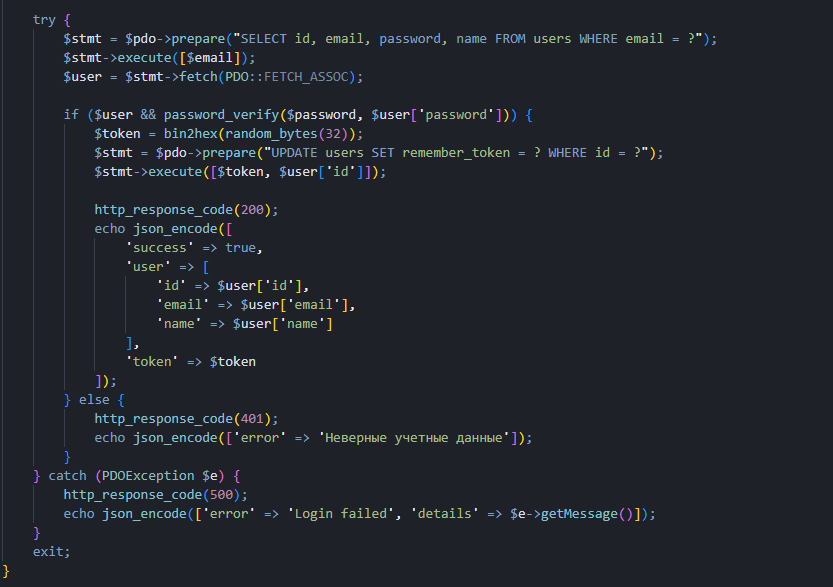 try {
$stmt = $pdo->prepare("SELECT id, email, password, name FROM users WHERE email = ?");
$stmt->execute([$email]);
$user = $stmt->fetch(PDO::FETCH_ASSOC);
if ($user && password_verify($password, $user['password'])) {
$token = bin2hex(random_bytes(32));
$stmt = $pdo->prepare("UPDATE users SET remember_token = ? WHERE id = ?");
$stmt->execute([$token, $user['id']]);
http_response_code(200);
echo json_encode([
'success' => true,
'user' => [
'id' => $user['id'],
'email' => $user['email'],
'name' => $user['name']
],
'token' => $token
]);
} else {
http_response_code(401);
echo json_encode(['error' => 'Неверные учетные данные']);
}
} catch (PDOException $e) {
http_response_code(500);
echo json_encode(['error' => 'Login failed', 'details' => $e->getMessage()]);
}
exit;
}